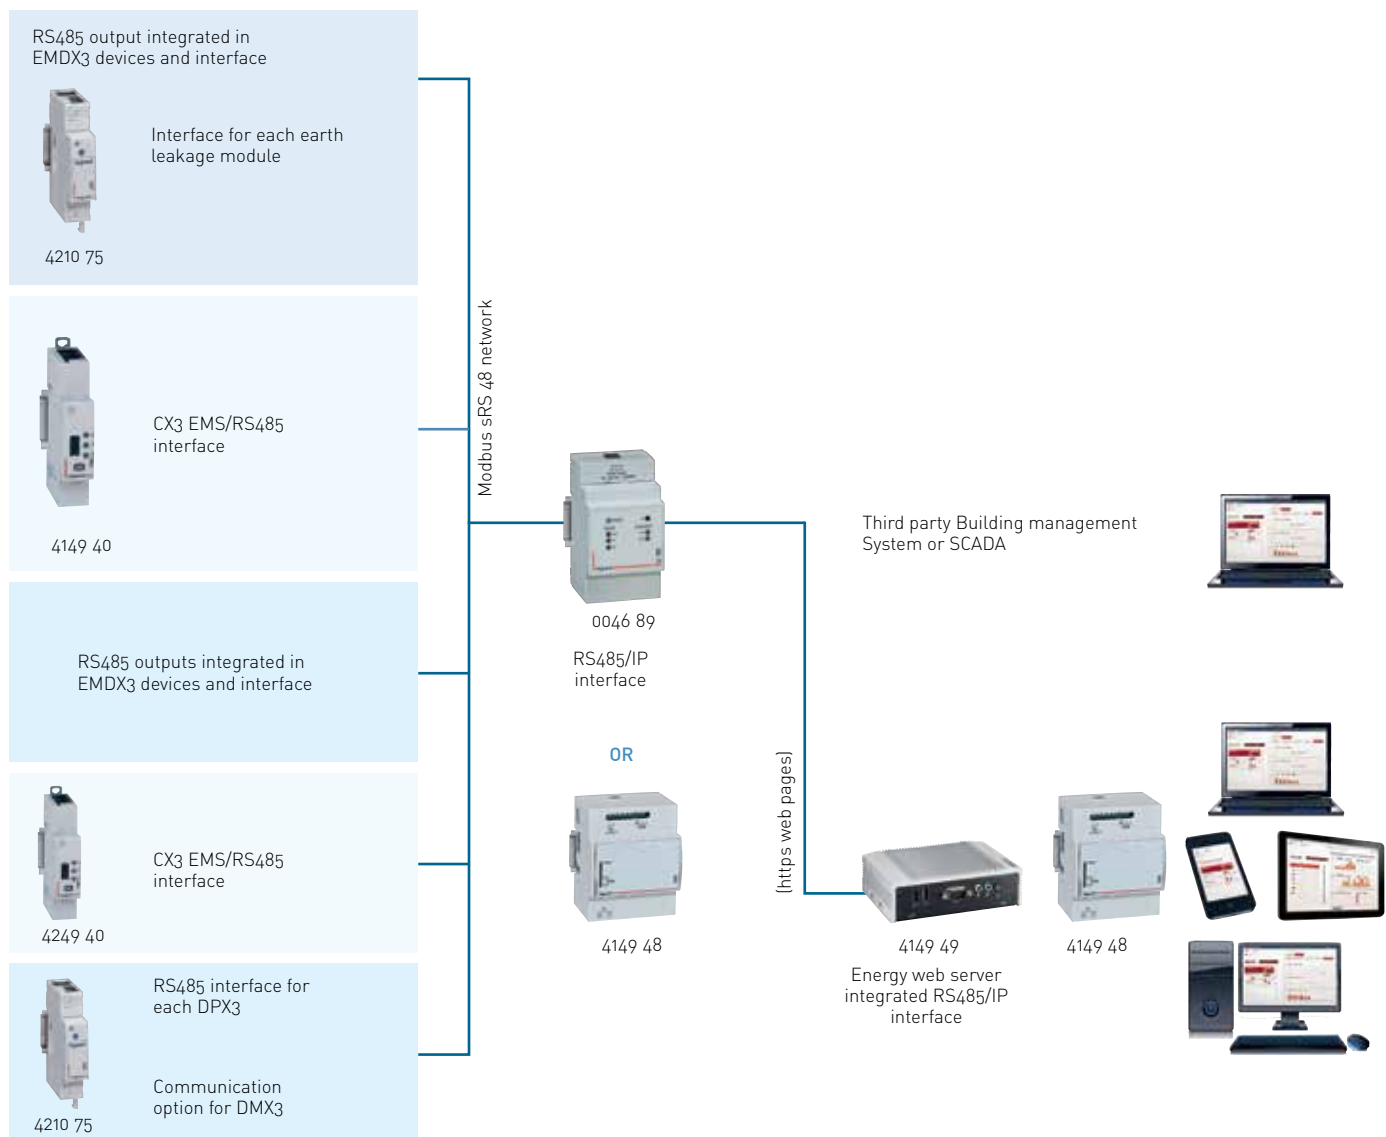 RS485 output integrated in
EMDX3 devices and interface
Interface for each earth
leakage module
4210 75
CX3 EMS/RS485
interface
4149 40
RS485 outputs integrated in
EMDX3 devices and interface
CX3 EMS/RS485
interface
4249 40
RS485 interface for
each DPX3
Communication
option for DMX3
4210 75
Modbus sRS 48 network
0046 89
RS485/IP
interface
OR
4149 48
(https web pages)
Third party Building management
System or SCADA
4149 49
Energy web server
integrated RS485/IP
interface
4149 48